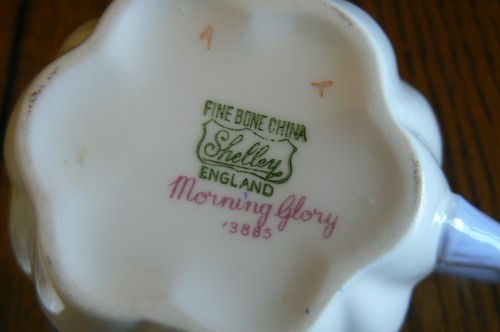 A
FINE BONE CHINA
Shelley
ENGLAND
Morning Glory
13885